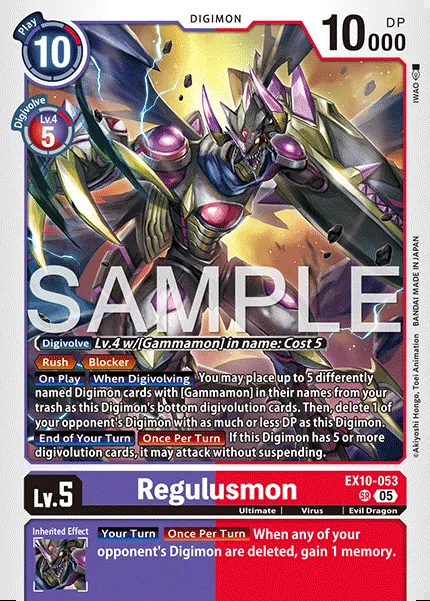 DIGIMON
Play
10
10000
DP
Digivolve
Lv.4
5
IWAO
SAMPLE
Digivolve Lv.4 w/[Gammamon] in name: Cost 5
Rush Blocker
On Play When Digivolving You may place up to 5 differently
named Digimon cards with [Gammamon] in their names from your
trash as this Digimon's bottom digivolution cards. Then, delete 1 of
your opponent's Digimon with as much or less DP as this Digimon.
End of Your Turn Once Per Turn If this Digimon has 5 or more
digivolution cards, it may attack without suspending.
©Akiyoshi Hongo, Toei Animation BANDAI MADE IN JAPAN
Lv.5
Regulusmon
EX10-053
SR 05
Ultimate Virus Evil Dragon
Inherited Effect
Your Turn Once Per Turn When any of your
opponent's Digimon are deleted, gain 1 memory.